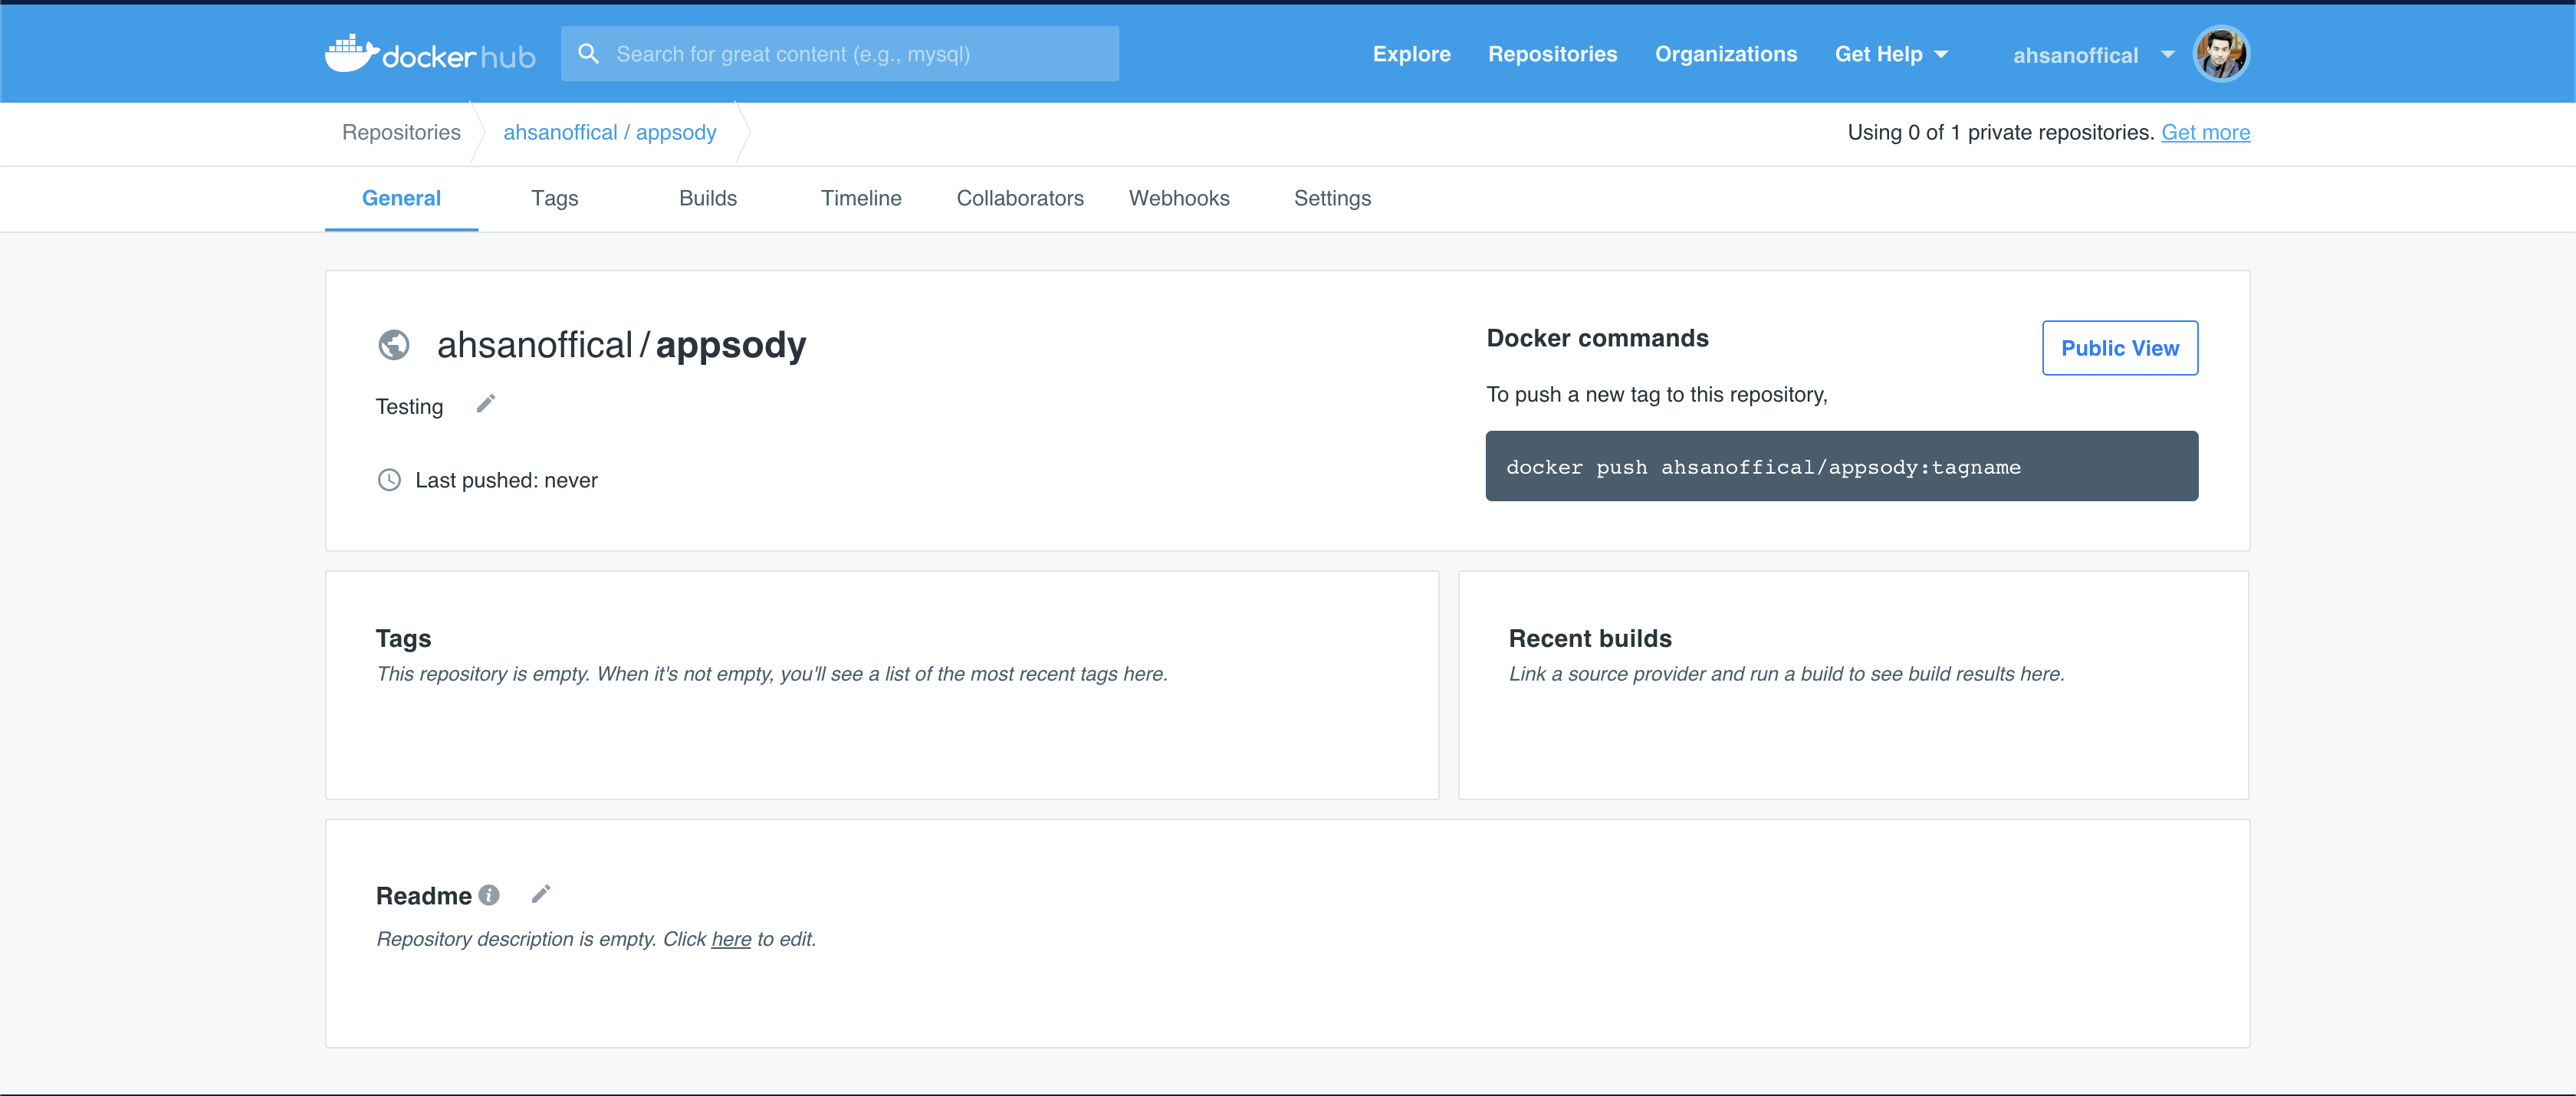 docker hub
Search for great content (e.g., mysql)
Explore
Repositories
Organizations
Get Help
ahsanoffical
Repositories
ahsanoffical / appsody
Using 0 of 1 private repositories. Get more
General
Tags
Builds
Timeline
Collaborators
Webhooks
Settings
ahsanoffical/appsody
Testing
Last pushed: never
Docker commands
Public View
To push a new tag to this repository,
docker push ahsanoffical/appsody:tagname
Tags
This repository is empty. When it's not empty, you'll see a list of the most recent tags here.
Recent builds
Link a source provider and run a build to see build results here.
Readme
Repository description is empty. Click here to edit.